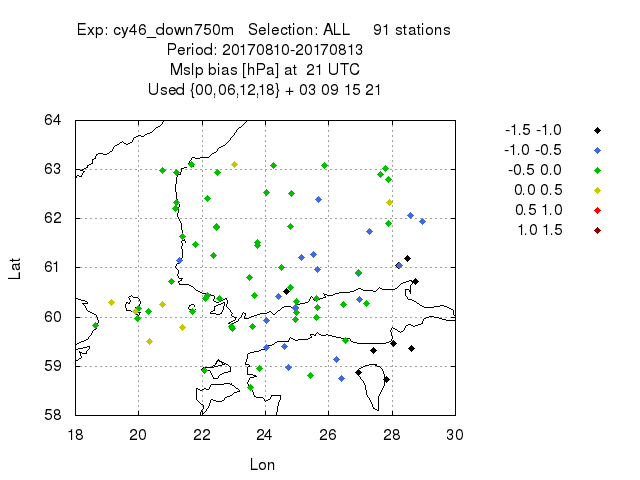 Exp: cy46_down750m Selection: ALL 91 stations
Period: 20170810-20170813
Mslp bias [hPa] at 21 UTC
Used {00,06,12,18} + 03 09 15 21
64
63
62
61
60
59
58
Lat
18 20 22 24 26 28 30
Lon
-1.5 -1.0
-1.0 -0.5
-0.5 0.0
0.0 0.5
0.5 1.0
1.0 1.5